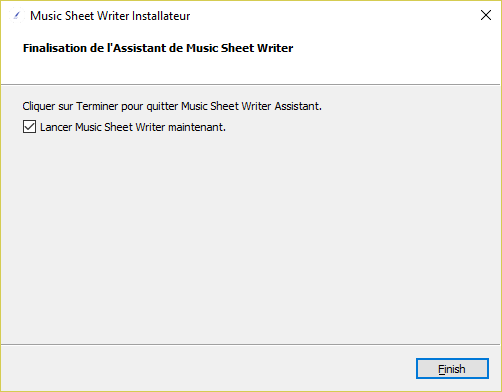 Music Sheet Writer Installateur
Finalisation de l'Assistant de Music Sheet Writer
Cliquer sur Terminer pour quitter Music Sheet Writer Assistant.
Lancer Music Sheet Writer maintenant.
Finish